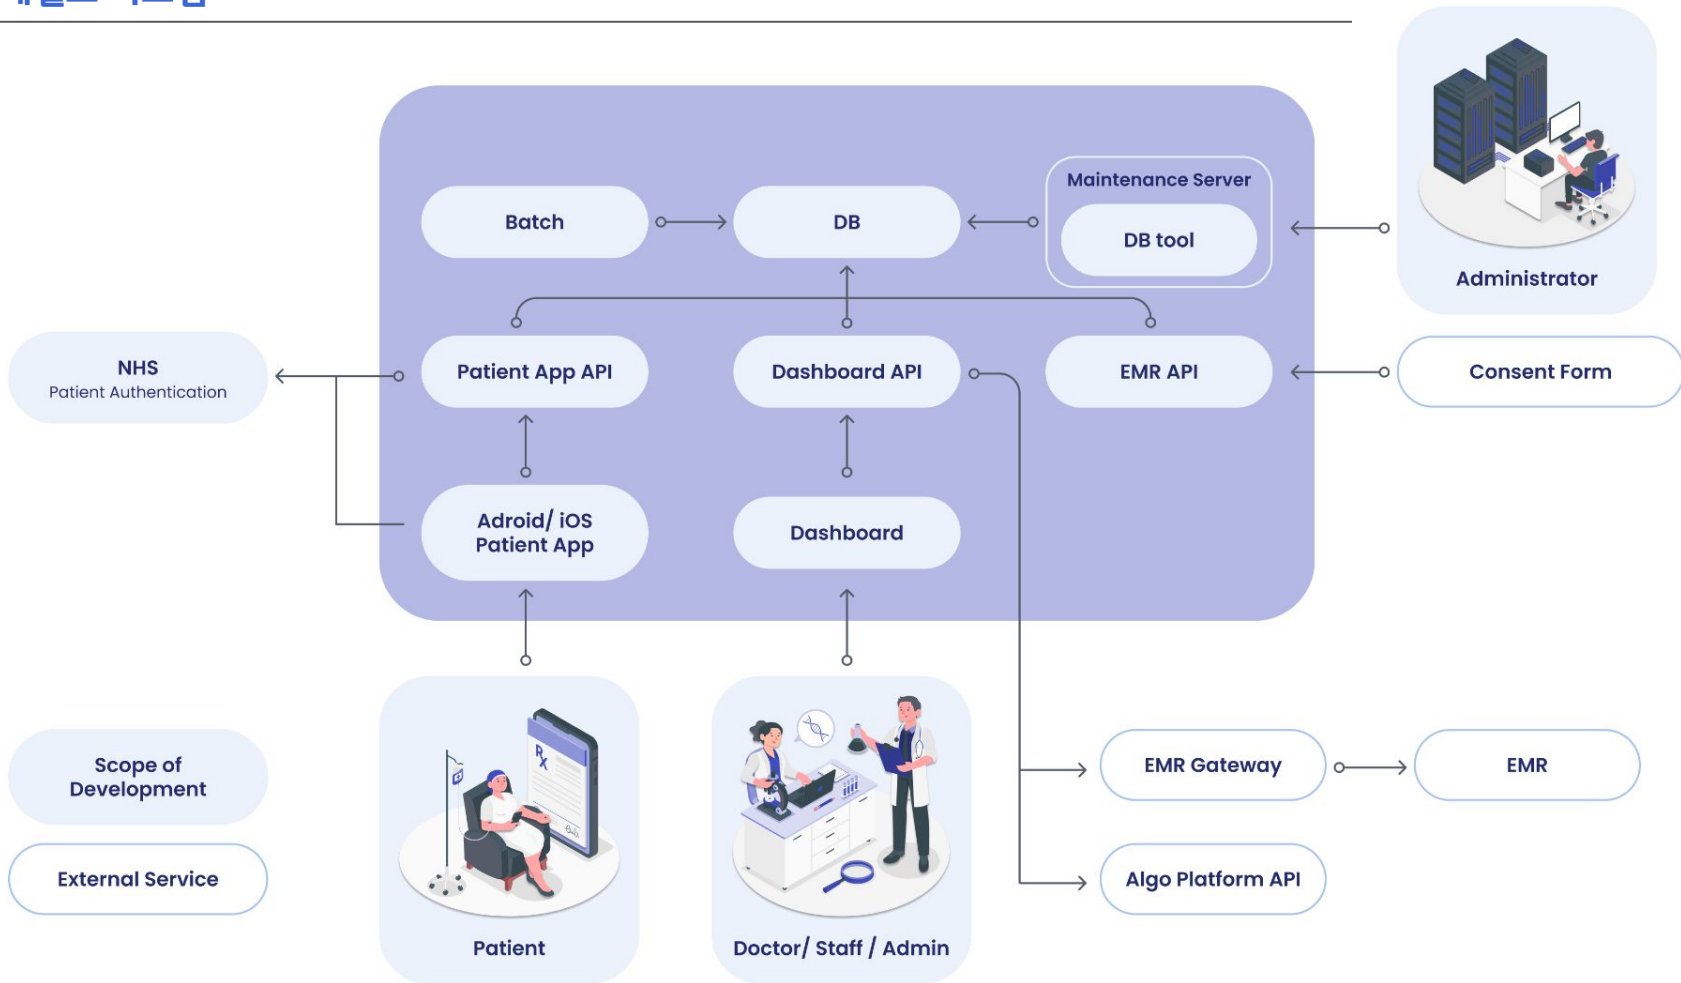 Maintenance Server
Batch
DB
DB tool
Administrator
NHS
Patient Authentication
Patient App API
Dashboard API
EMR API
Consent Form
Adroid/ iOS
Patient App
Dashboard
Scope of
Development
External Service
Rx
Patient
Doctor/ Staff / Admin
EMR Gateway
EMR
Algo Platform API